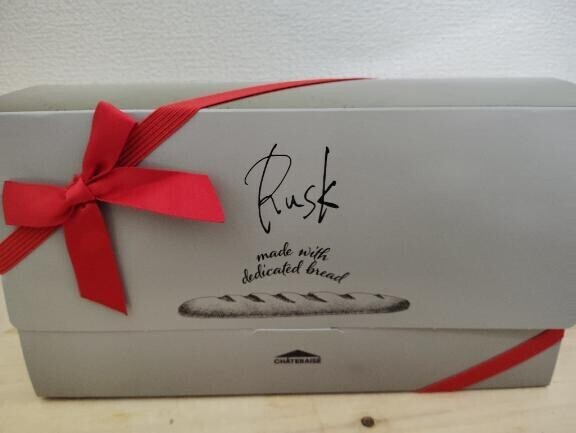 Rusk
made with
dedicated bread
CHÂTERAISÉ